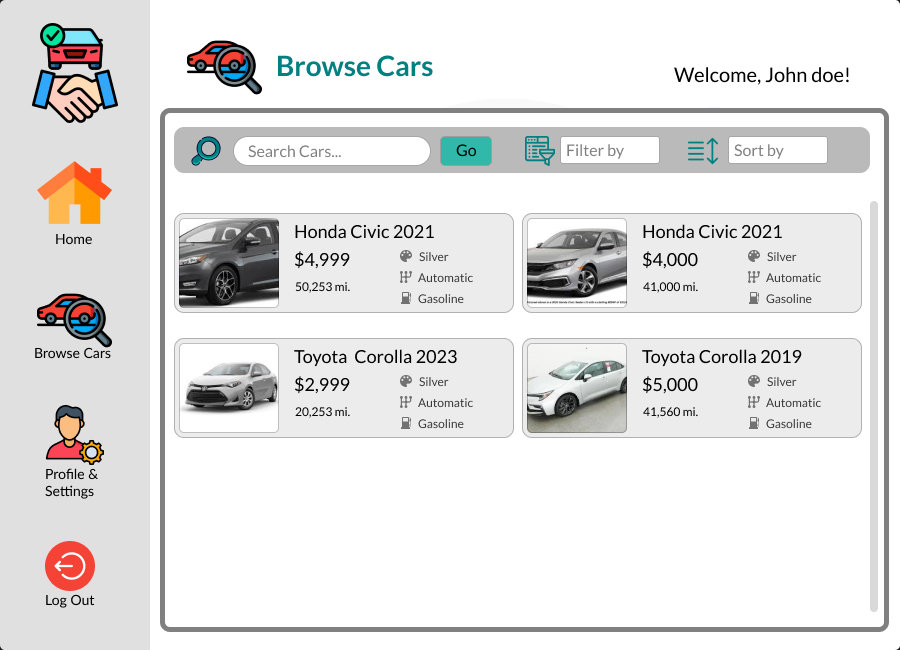 Browse Cars
Welcome, John doe!
Search Cars...
Go
Filter by
Sort by
Home
Browse Cars
Profile &
Settings
Log Out
Honda Civic 2021
$4,999
50,253 mi.
Silver
Automatic
Gasoline
Honda Civic 2021
$4,000
41,000 mi.
Silver
Automatic
Gasoline
Toyota  Corolla 2023
$2,999
20,253 mi.
Silver
Automatic
Gasoline
Toyota Corolla 2019
$5,000
41,560 mi.
Silver
Automatic
Gasoline